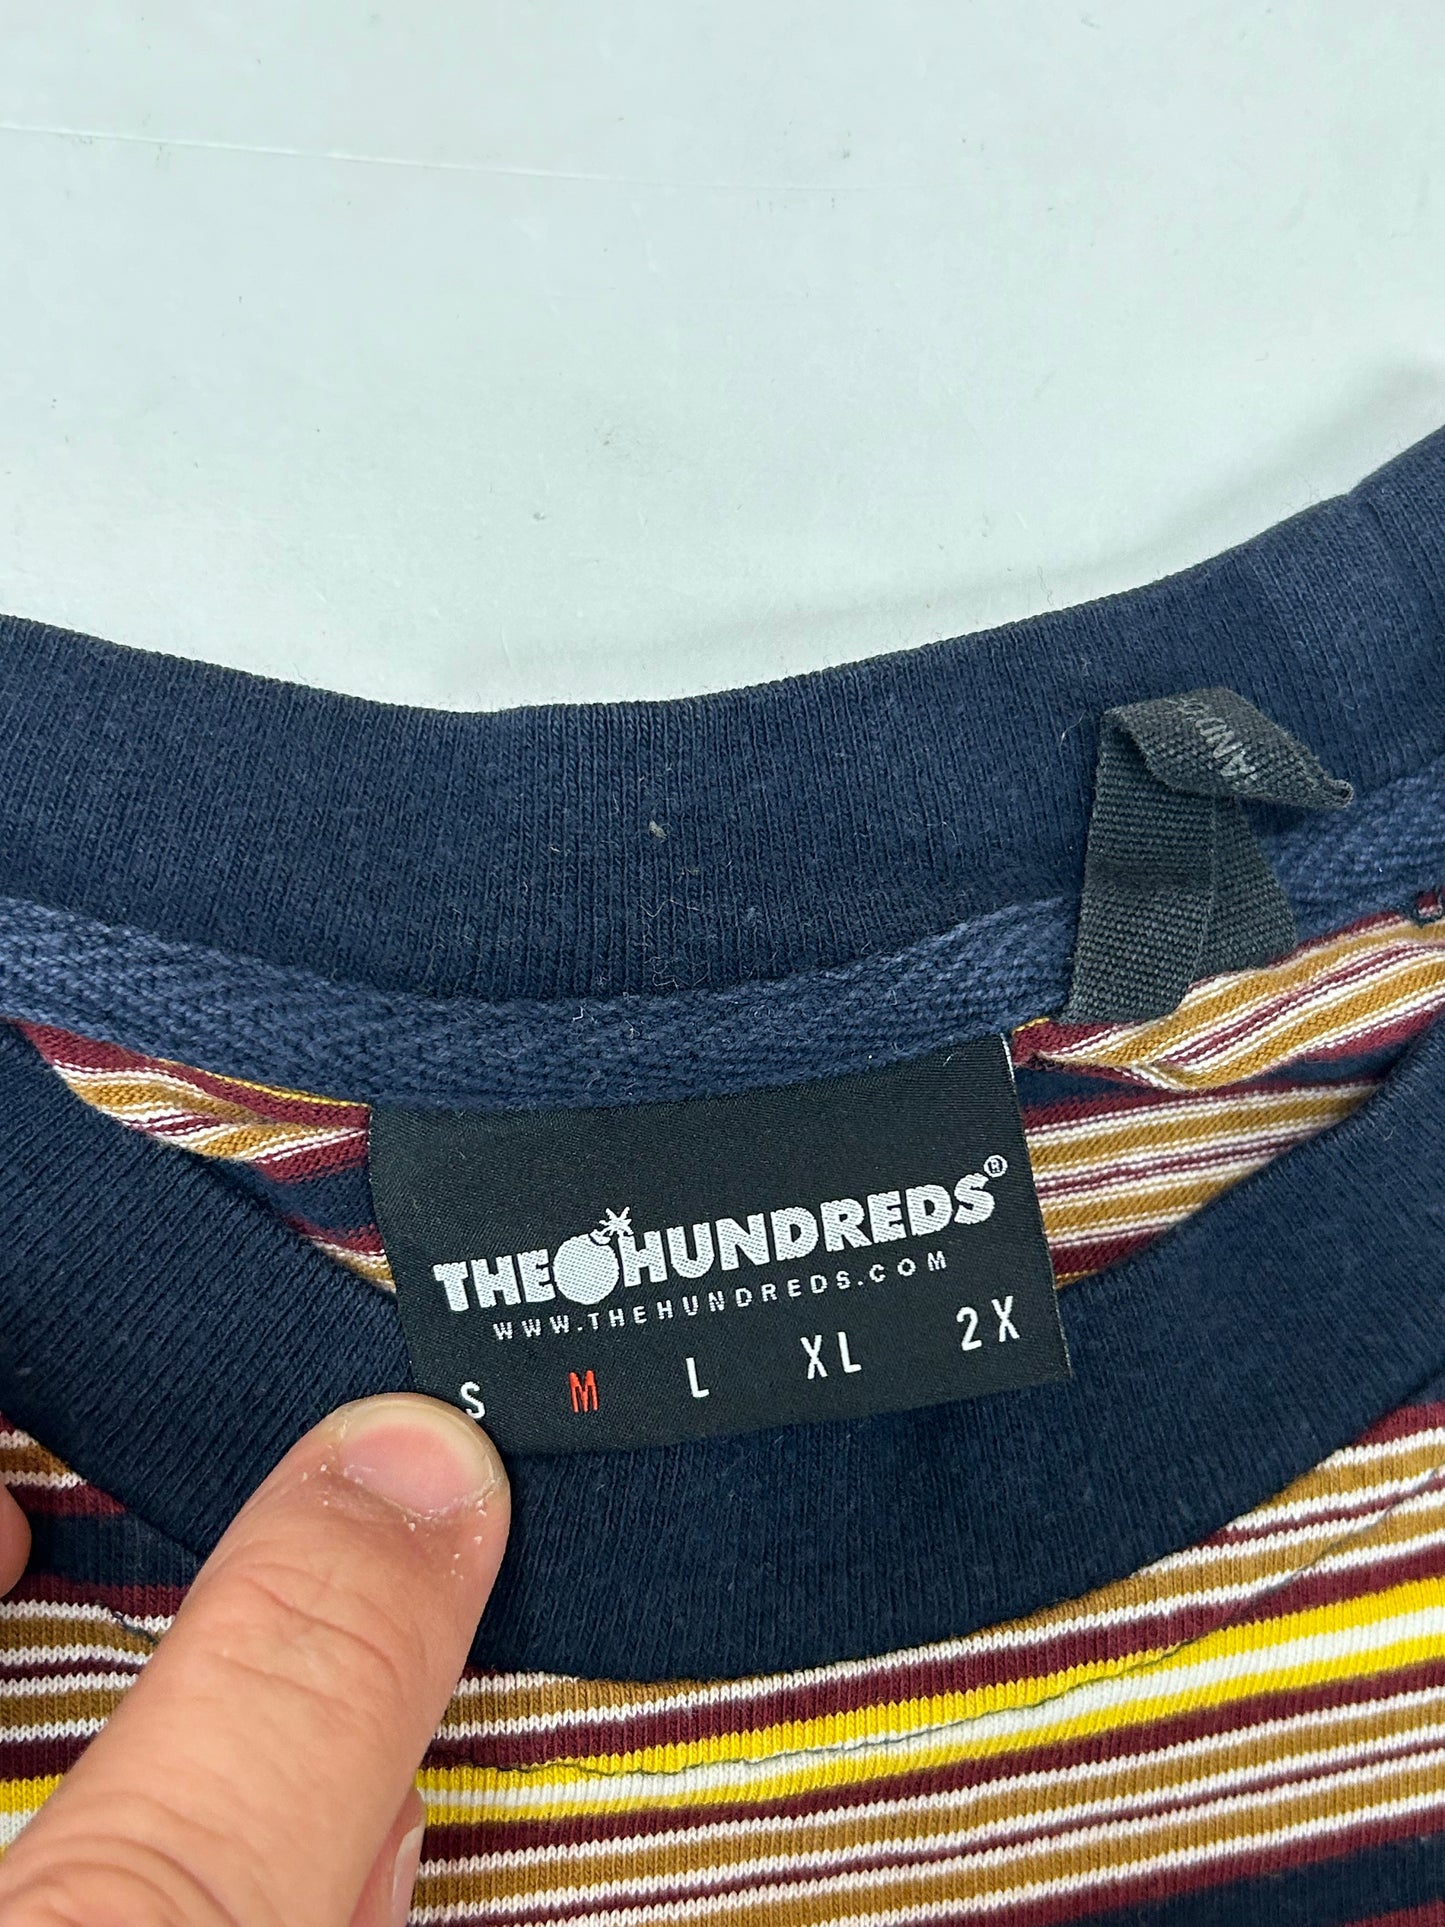 THE HUNDREDS®
WWW.THEHUNDREDS.COM
S M L XL 2X